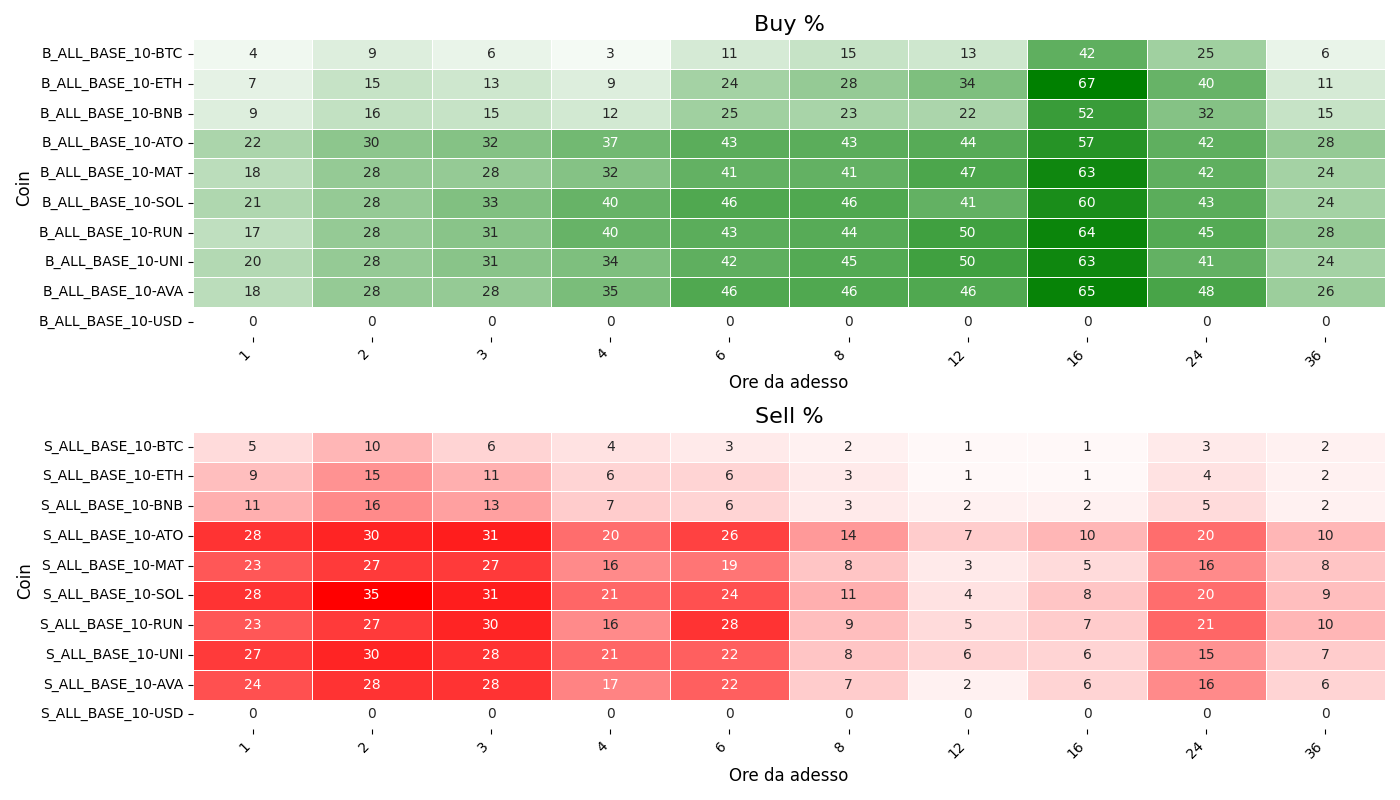 Buy %
Coin
B_ALL_BASE_10-BTC 4 9 6 3 11 15 13 42 25 6
B_ALL_BASE_10-ETH 7 15 13 9 24 28 34 67 40 11
B_ALL_BASE_10-BNB 9 16 15 12 25 23 22 52 32 15
B_ALL_BASE_10-ATO 22 30 32 37 43 43 44 57 42 28
B_ALL_BASE_10-MAT 18 28 28 32 41 41 47 63 42 24
B_ALL_BASE_10-SOL 21 28 33 40 46 46 41 60 43 24
B_ALL_BASE_10-RUN 17 28 31 40 43 44 50 64 45 28
B_ALL_BASE_10-UNI 20 28 31 34 42 45 50 63 41 24
B_ALL_BASE_10-AVA 18 28 28 35 46 46 46 65 48 26
B_ALL_BASE_10-USD 0 0 0 0 0 0 0 0 0 0
1 2 3 4 6 8 12 16 24 36
Ore da adesso
Sell %
Coin
S_ALL_BASE_10-BTC 5 10 6 4 3 2 1 1 3 2
S_ALL_BASE_10-ETH 9 15 11 6 6 3 1 1 4 2
S_ALL_BASE_10-BNB 11 16 13 7 6 3 2 2 5 2
S_ALL_BASE_10-ATO 28 30 31 20 26 14 7 10 20 10
S_ALL_BASE_10-MAT 23 27 27 16 19 8 3 5 16 8
S_ALL_BASE_10-SOL 28 35 31 21 24 11 4 8 20 9
S_ALL_BASE_10-RUN 23 27 30 16 28 9 5 7 21 10
S_ALL_BASE_10-UNI 27 30 28 21 22 8 6 6 15 7
S_ALL_BASE_10-AVA 24 28 28 17 22 7 2 6 16 6
S_ALL_BASE_10-USD 0 0 0 0 0 0 0 0 0 0
1 2 3 4 6 8 12 16 24 36
Ore da adesso